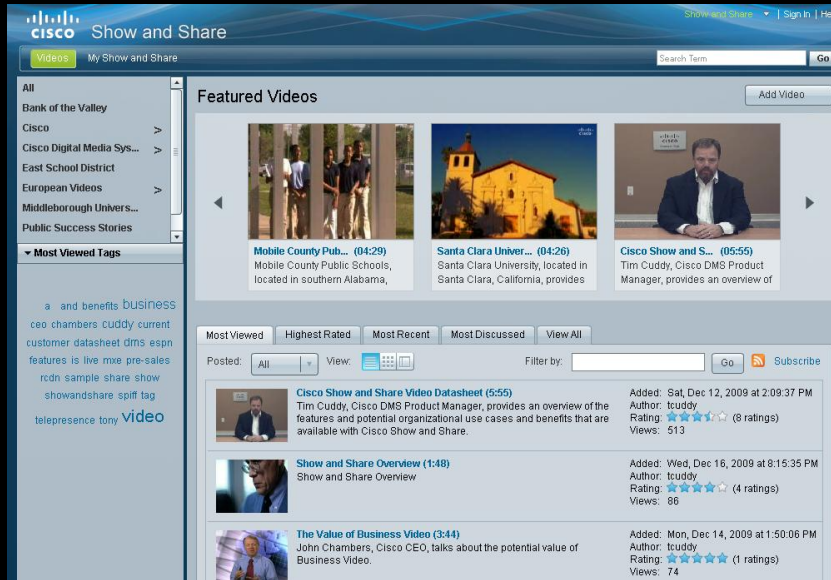 CISCO Show and Share
Show and Share | Sign In | He
Videos My Show and Share
Search Term Go
All
Bank of the Valley
Cisco >
Cisco Digital Media Sys... >
East School District
European Videos >
Middleborough Univers...
Public Success Stories
Most Viewed Tags
a and benefits business
ceo chambers cuddy current
customer datasheet dms espn
features is live mxe pre-sales
rcdn sample share show
showandshare spiff tag
telepresence tony video
Featured Videos
Add Video
Mobile County Pub... (04:29)
Mobile County Public Schools,
located in southern Alabama,
Santa Clara Univer... (04:26)
Santa Clara University, located in
Santa Clara, California, provides
Cisco Show and S... (05:55)
Tim Cuddy, Cisco DMS Product
Manager, provides an overview of
Most Viewed Highest Rated Most Recent Most Discussed View All
Posted: All View: Filter by: Go Subscribe
Cisco Show and Share Video Datasheet (5:55)
Tim Cuddy, Cisco DMS Product Manager, provides an overview of the
features and potential organizational use cases and benefits that are
available with Cisco Show and Share.
Added: Sat, Dec 12, 2009 at 2:09:37 PM
Author: tcuddy
Rating: (8 ratings)
Views: 513
Show and Share Overview (1:48)
Show and Share Overview
Added: Wed, Dec 16, 2009 at 8:15:35 PM
Author: tcuddy
Rating: (4 ratings)
Views: 86
The Value of Business Video (3:44)
John Chambers, Cisco CEO, talks about the potential value of
Business Video.
Added: Mon, Dec 14, 2009 at 1:50:06 PM
Author: tcuddy
Rating: (1 ratings)
Views: 74